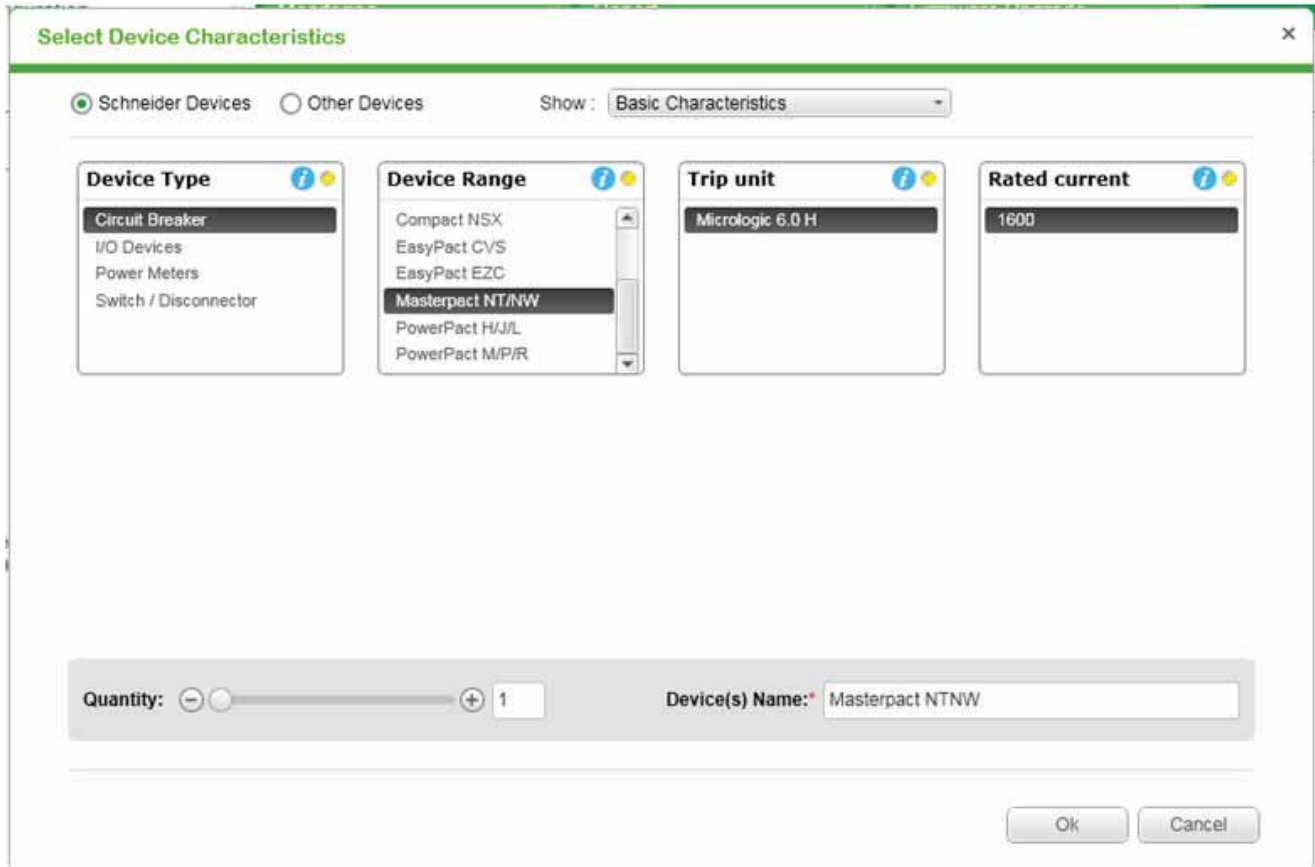 Select Device Characteristics
×
Schneider Devices Other Devices Show : Basic Characteristics
Device Type
Circuit Breaker
I/O Devices
Power Meters
Switch / Disconnector
Device Range
Compact NSX
EasyPact CVS
EasyPact EZC
Masterpact NT/NW
PowerPact H/J/L
PowerPact M/P/R
Trip unit
Micrologic 6.0 H
Rated current
1600
Quantity: 1 Device(s) Name:* Masterpact NTNW
Ok Cancel